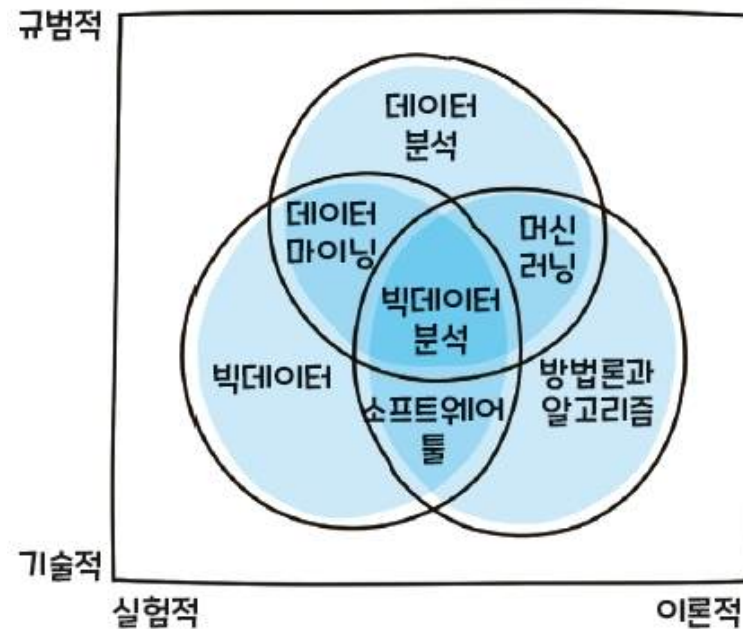 규범적
데이터
분석
데이터
마이닝
머신
러닝
빅데이터
분석
빅데이터
방법론과
알고리즘
소프트웨어
툴
기술적
실험적
이론적